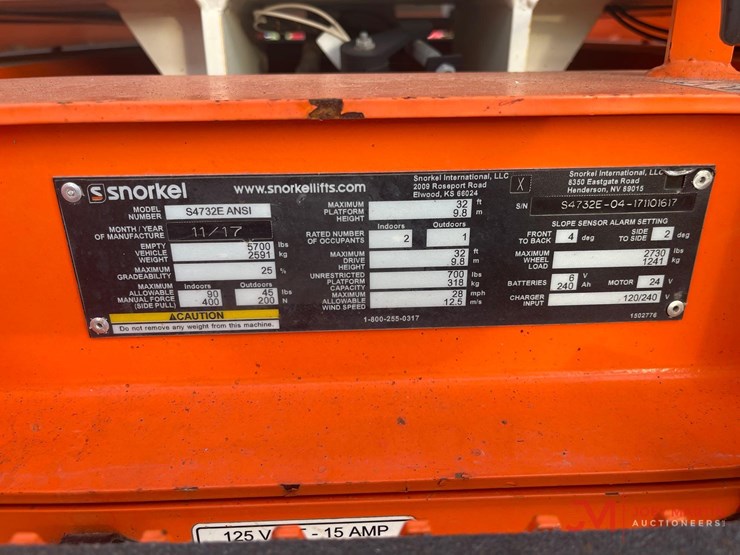 snorkel
www.snorkellifts.com
Snorkel International, LLC
2009 Roseport Road
Elwood, KS 66024
X
Snorkel International, LLC
6350 Eastgate Road
Henderson, NV 89015
MODEL NUMBER S4732E ANSI
MONTH / YEAR OF MANUFACTURE 11/17
EMPTY VEHICLE WEIGHT 5700 lbs
2591 kg
MAXIMUM GRADEABILITY 25 %
Indoors Outdoors
MAXIMUM ALLOWABLE MANUAL FORCE (SIDE PULL) 90 45 lbs
400 200 N
⚠CAUTION
Do not remove any weight from this machine.
MAXIMUM PLATFORM HEIGHT 32 ft
9.8 m
Indoors Outdoors
RATED NUMBER OF OCCUPANTS 2 1
MAXIMUM DRIVE HEIGHT 32 ft
9.8 m
UNRESTRICTED PLATFORM CAPACITY 700 lbs
318 kg
MAXIMUM ALLOWABLE WIND SPEED 28 mph
12.5 m/s
1-800-255-0317
S/N S4732E-04-171101617
SLOPE SENSOR ALARM SETTING
FRONT TO BACK 4 deg SIDE TO SIDE 2 deg
MAXIMUM WHEEL LOAD 2730 lbs
1241 kg
BATTERIES 6 V
240 Ah
MOTOR 24 V
CHARGER INPUT 120/240 V
1502776
125 - 15 AMP
AUCTIONEERS